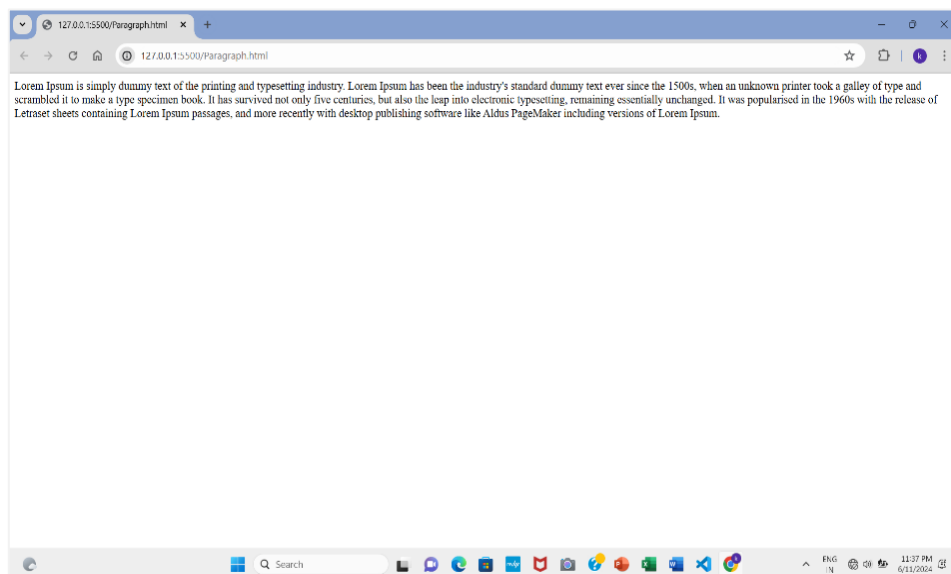 127.0.0.1:5500/Paragraph.html
127.0.0.1:5500/Paragraph.html
k
Lorem Ipsum is simply dummy text of the printing and typesetting industry. Lorem Ipsum has been the industry's standard dummy text ever since the 1500s, when an unknown printer took a galley of type and
scrambled it to make a type specimen book. It has survived not only five centuries, but also the leap into electronic typesetting, remaining essentially unchanged. It was popularised in the 1960s with the release of
Letraset sheets containing Lorem Ipsum passages, and more recently with desktop publishing software like Aldus PageMaker including versions of Lorem Ipsum.
Search
ENG
IN
11:37 PM
6/11/2024